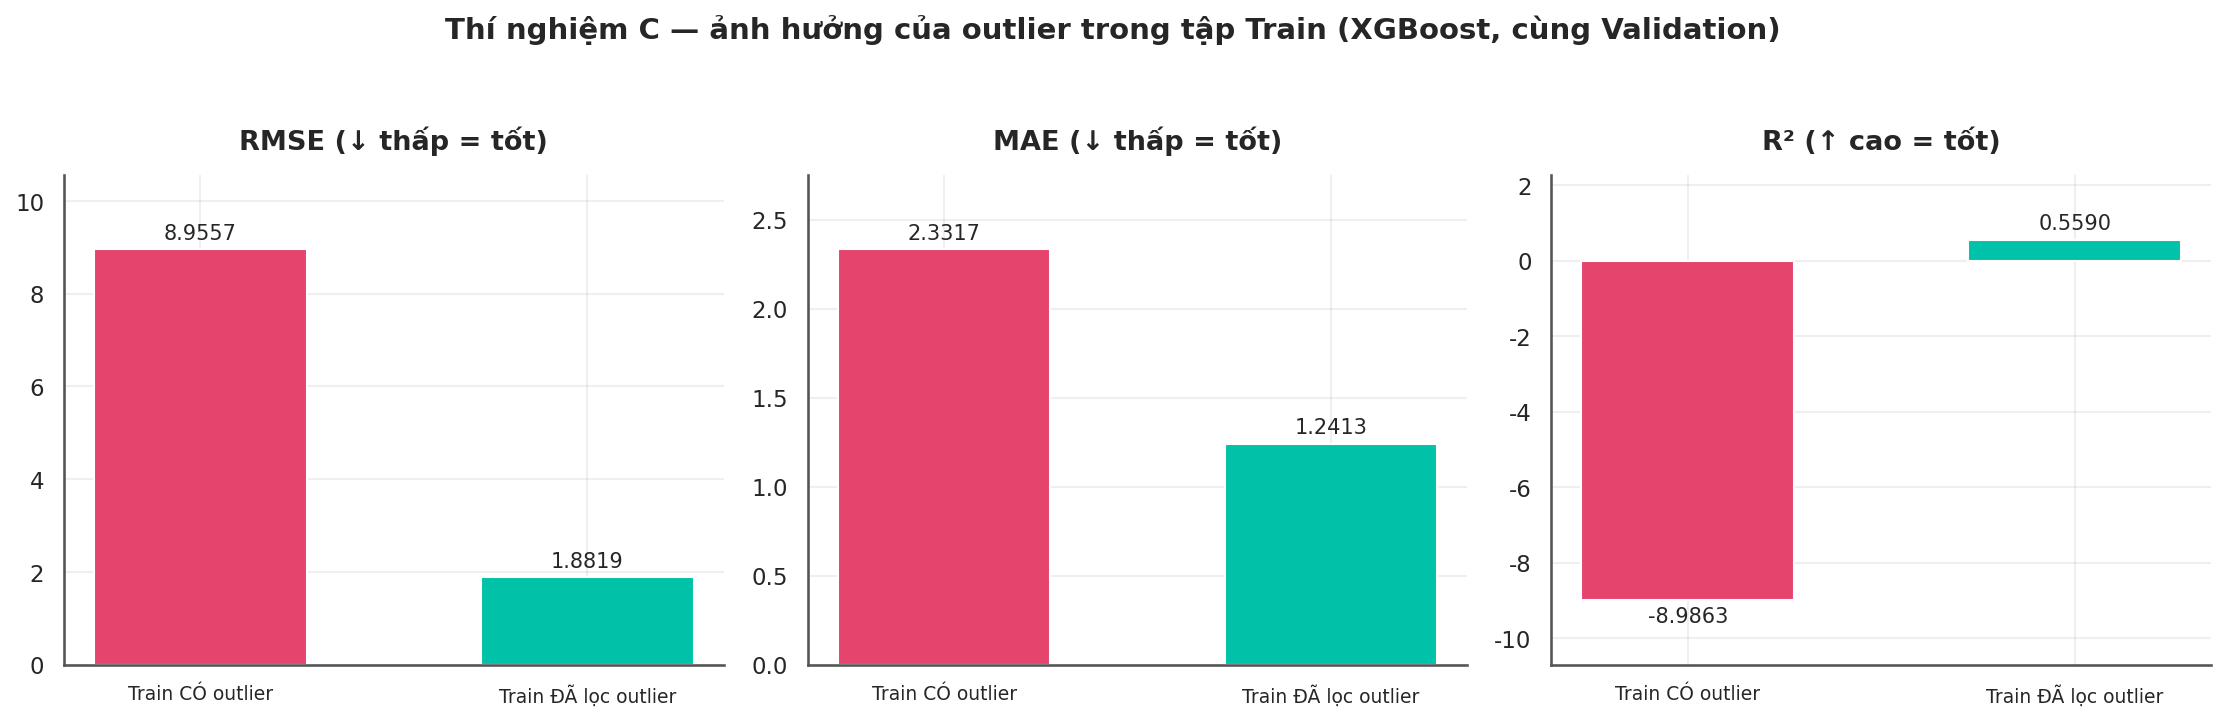 Thí nghiệm C — ảnh hưởng của outlier trong tập Train (XGBoost, cùng Validation)
RMSE (↓ thấp = tốt)
10
8
6
4
2
0
8.9557
1.8819
Train CÓ outlier
Train ĐÃ lọc outlier
MAE (↓ thấp = tốt)
2.5
2.0
1.5
1.0
0.5
0.0
2.3317
1.2413
Train CÓ outlier
Train ĐÃ lọc outlier
R² (↑ cao = tốt)
2
0
-2
-4
-6
-8
-10
0.5590
-8.9863
Train CÓ outlier
Train ĐÃ lọc outlier